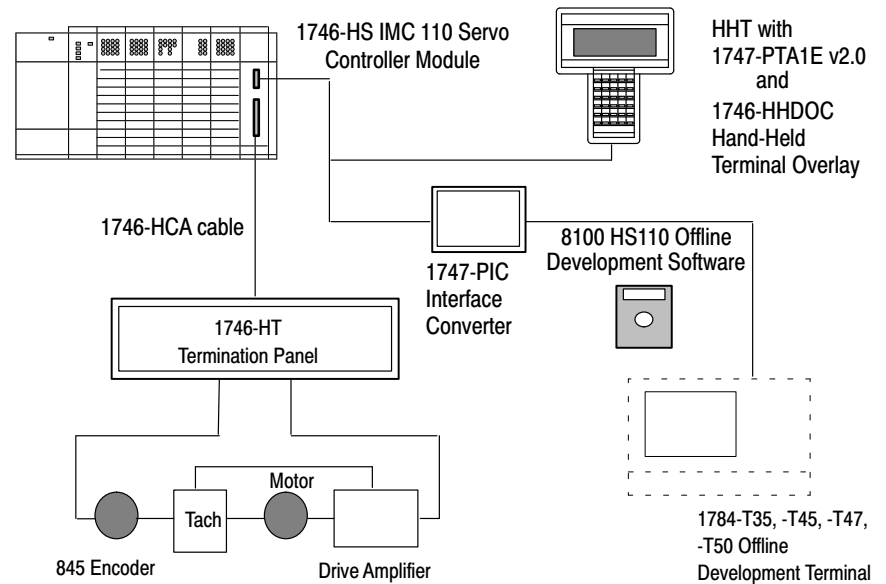 1746-HS IMC 110 Servo
Controller Module
HHT with
1747-PTA1E v2.0
and
1746-HHDOC
Hand-Held
Terminal Overlay
1746-HCA cable
1747-PIC
Interface
Converter
8100 HS110 Offline
Development Software
1746-HT
Termination Panel
Motor
Tach
845 Encoder
Drive Amplifier
1784-T35, -T45, -T47,
-T50 Offline
Development Terminal